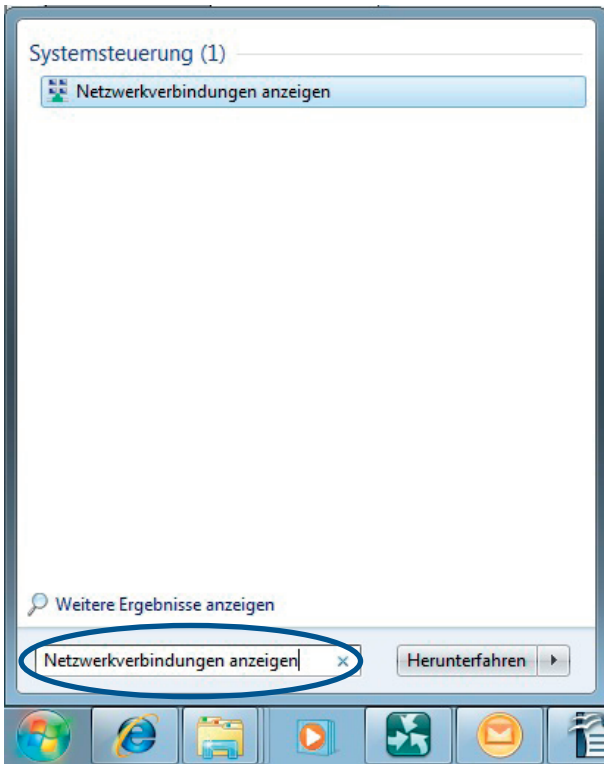 Systemsteuerung (1)
Netzwerkverbindungen anzeigen
Weitere Ergebnisse anzeigen
Netzwerkverbindungen anzeigen
Herunterfahren